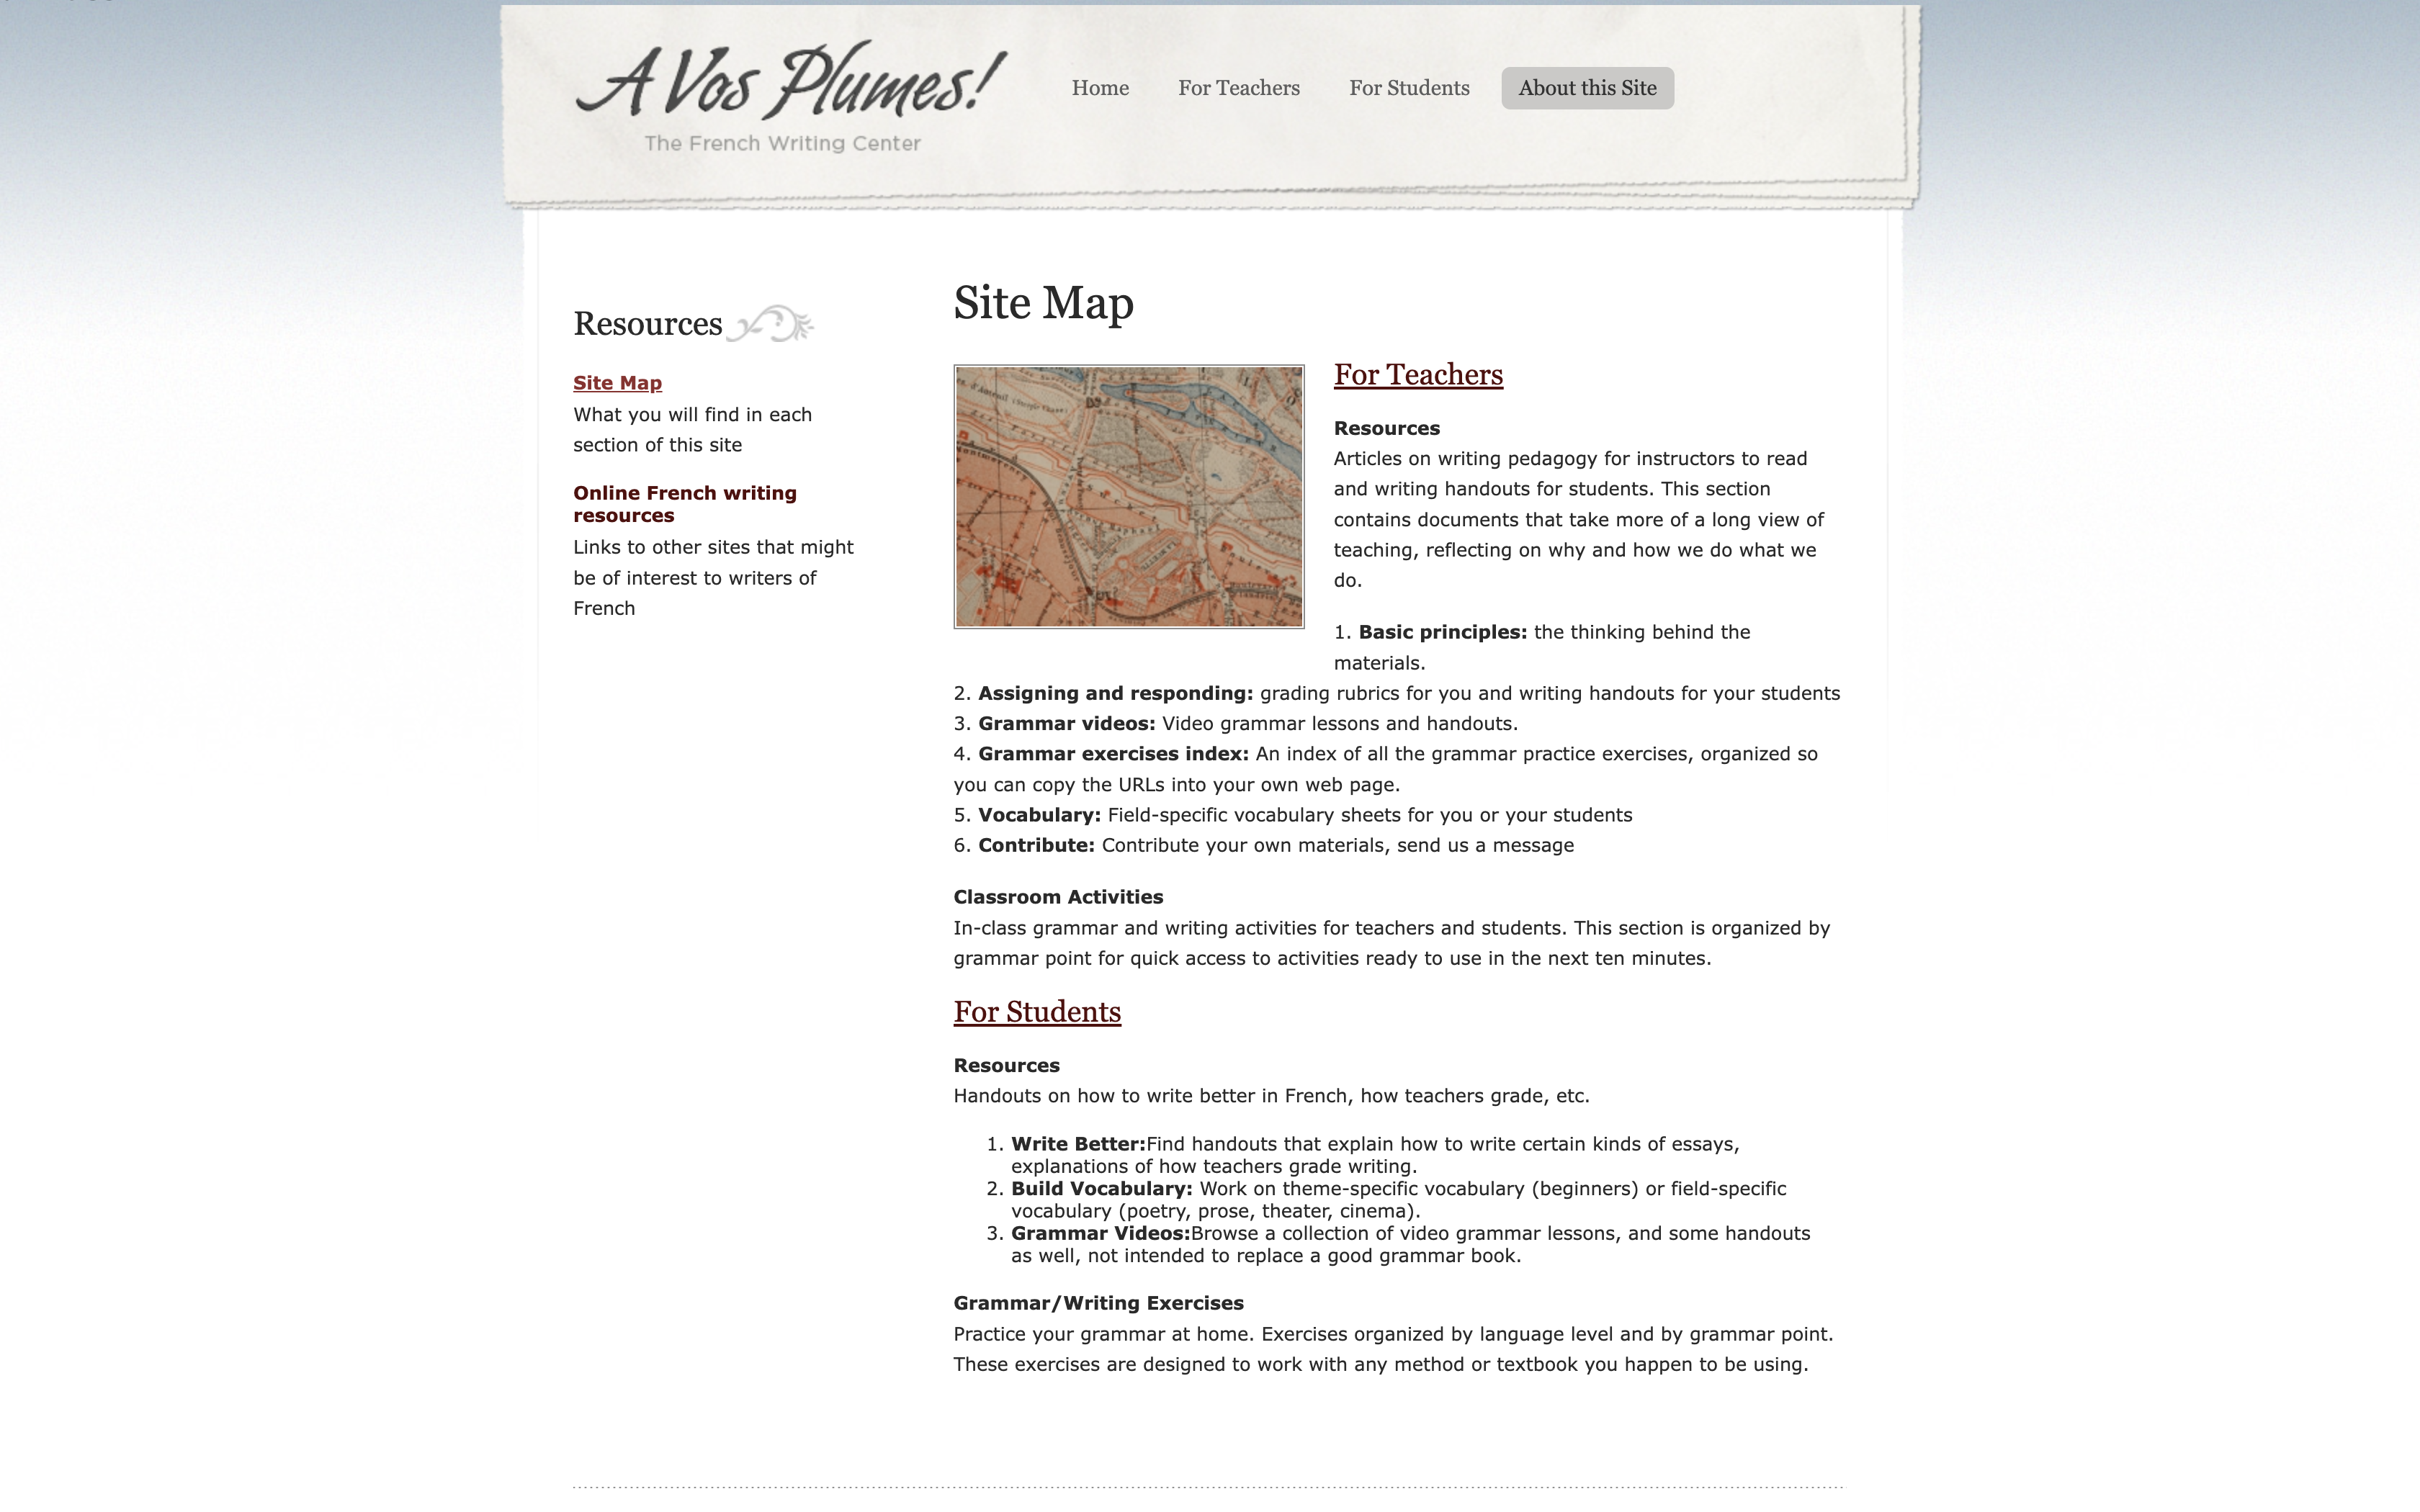 A Vos Plumes!
The French Writing Center
Home
For Teachers
For Students
About this Site
Resources
Site Map
What you will find in each
section of this site
Online French writing
resources
Links to other sites that might
be of interest to writers of
French
Site Map
For Teachers
Resources
Articles on writing pedagogy for instructors to read
and writing handouts for students. This section
contains documents that take more of a long view of
teaching, reflecting on why and how we do what we
do.
1. Basic principles: the thinking behind the
materials.
2. Assigning and responding: grading rubrics for you and writing handouts for your students
3. Grammar videos: Video grammar lessons and handouts.
4. Grammar exercises index: An index of all the grammar practice exercises, organized so
you can copy the URLs into your own web page.
5. Vocabulary: Field-specific vocabulary sheets for you or your students
6. Contribute: Contribute your own materials, send us a message
Classroom Activities
In-class grammar and writing activities for teachers and students. This section is organized by
grammar point for quick access to activities ready to use in the next ten minutes.
For Students
Resources
Handouts on how to write better in French, how teachers grade, etc.
1. Write Better:Find handouts that explain how to write certain kinds of essays,
explanations of how teachers grade writing.
2. Build Vocabulary: Work on theme-specific vocabulary (beginners) or field-specific
vocabulary (poetry, prose, theater, cinema).
3. Grammar Videos:Browse a collection of video grammar lessons, and some handouts
as well, not intended to replace a good grammar book.
Grammar/Writing Exercises
Practice your grammar at home. Exercises organized by language level and by grammar point.
These exercises are designed to work with any method or textbook you happen to be using.